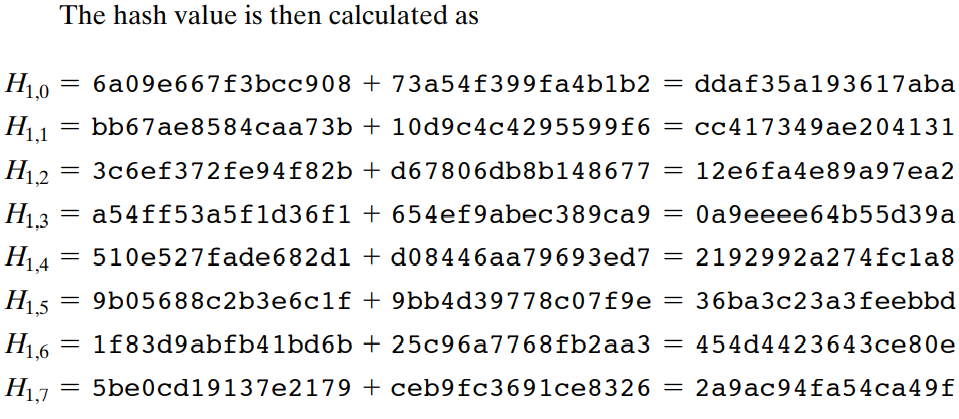 The hash value is then calculated as
H1,0 = 6a09e667f3bcc908 + 73a54f399fa4b1b2 = ddaf35a193617aba
H1,1 = bb67ae8584caa73b + 10d9c4c4295599f6 = cc417349ae204131
H1,2 = 3c6ef372fe94f82b + d67806db8b148677 = 12e6fa4e89a97ea2
H1,3 = a54ff53a5f1d36f1 + 654ef9abec389ca9 = 0a9eeee64b55d39a
H1,4 = 510e527fade682d1 + d08446aa79693ed7 = 2192992a274fc1a8
H1,5 = 9b05688c2b3e6c1f + 9bb4d39778c07f9e = 36ba3c23a3feebbd
H1,6 = 1f83d9abfb41bd6b + 25c96a7768fb2aa3 = 454d4423643ce80e
H1,7 = 5be0cd19137e2179 + ceb9fc3691ce8326 = 2a9ac94fa54ca49f